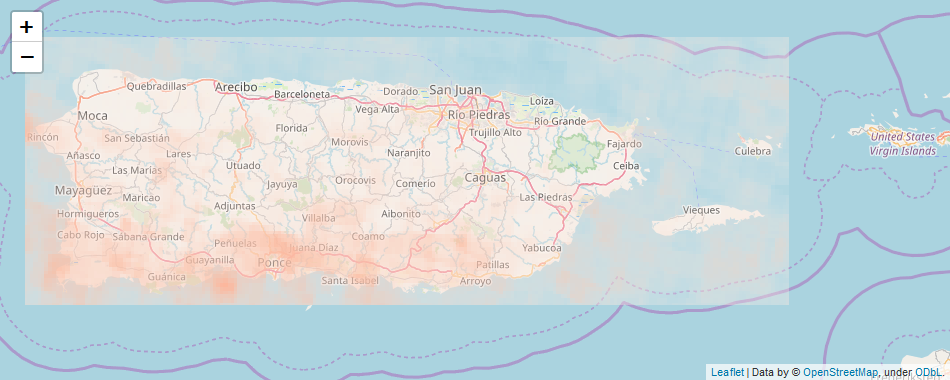 +
−
Quebradillas
Arecibo
Barceloneta
Dorado
San Juan
Loíza
Moca
Vega Alta
Río Piedras
Río Grande
Rincón
San Sebastián
Florida
Morovis
Trujillo Alto
Fajardo
United States
Virgin Islands
Añasco
Lares
Naranjito
Culebra
Las Marías
Utuado
Ceiba
Mayagüez
Jayuya
Orocovis
Comerío
Caguas
Maricao
Adjuntas
Las Piedras
Hormigueros
Villalba
Aibonito
Vieques
Cabo Rojo
Sábana Grande
Peñuelas
Juana Díaz
Coamo
Yabucoa
Guayanilla
Ponce
Patillas
Guánica
Santa Isabel
Arroyo
Leaflet | Data by © OpenStreetMap, under ODbL.